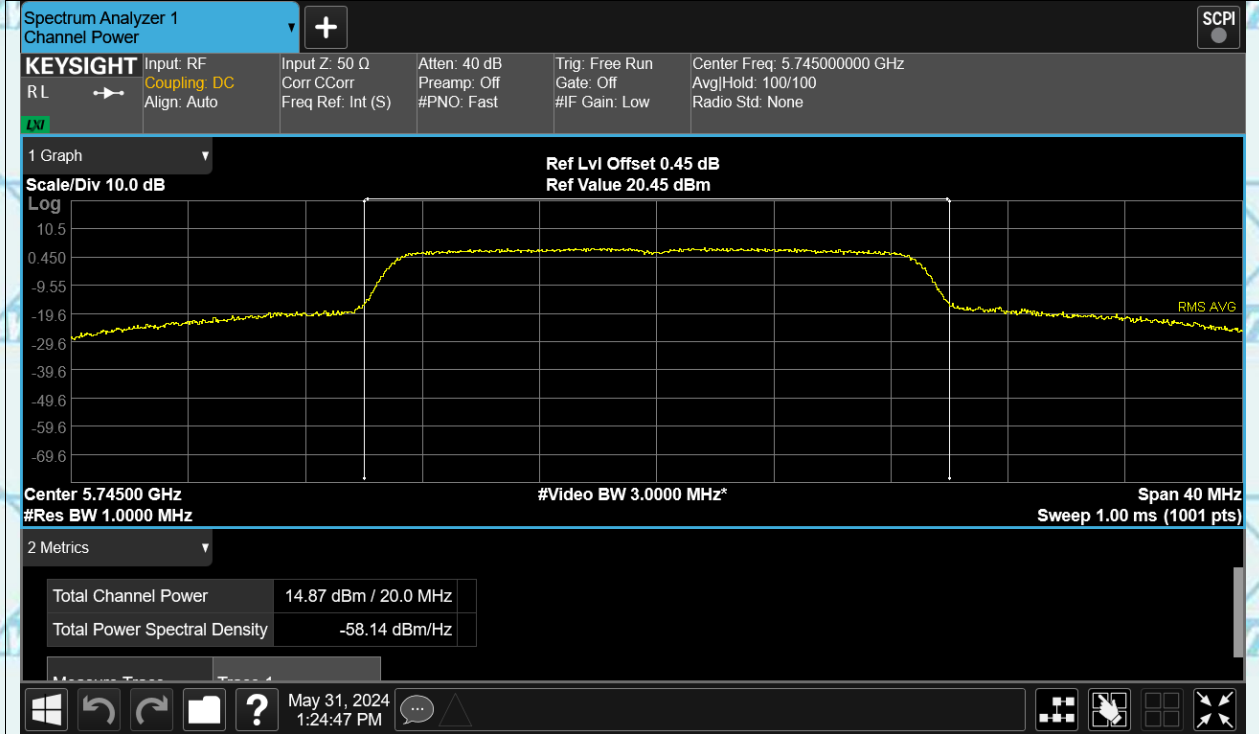 Spectrum Analyzer 1
Channel Power
SCPI
KEYSIGHT
R L
LXI
Input: RF
Coupling: DC
Align: Auto
Input Z: 50 Ω
Corr CCorr
Freq Ref: Int (S)
Atten: 40 dB
Preamp: Off
#PNO: Fast
Trig: Free Run
Gate: Off
#IF Gain: Low
Center Freq: 5.745000000 GHz
Avg|Hold: 100/100
Radio Std: None
1 Graph
Ref Lvl Offset 0.45 dB
Scale/Div 10.0 dB
Ref Value 20.45 dBm
Log
10.5
0.450
-9.55
-19.6
-29.6
-39.6
-49.6
-59.6
-69.6
RMS AVG
Center 5.74500 GHz
#Video BW 3.0000 MHz*
Span 40 MHz
#Res BW 1.0000 MHz
Sweep 1.00 ms (1001 pts)
2 Metrics
Total Channel Power 14.87 dBm / 20.0 MHz
Total Power Spectral Density -58.14 dBm/Hz
Measure Trace Trace 1
?
May 31, 2024
1:24:47 PM